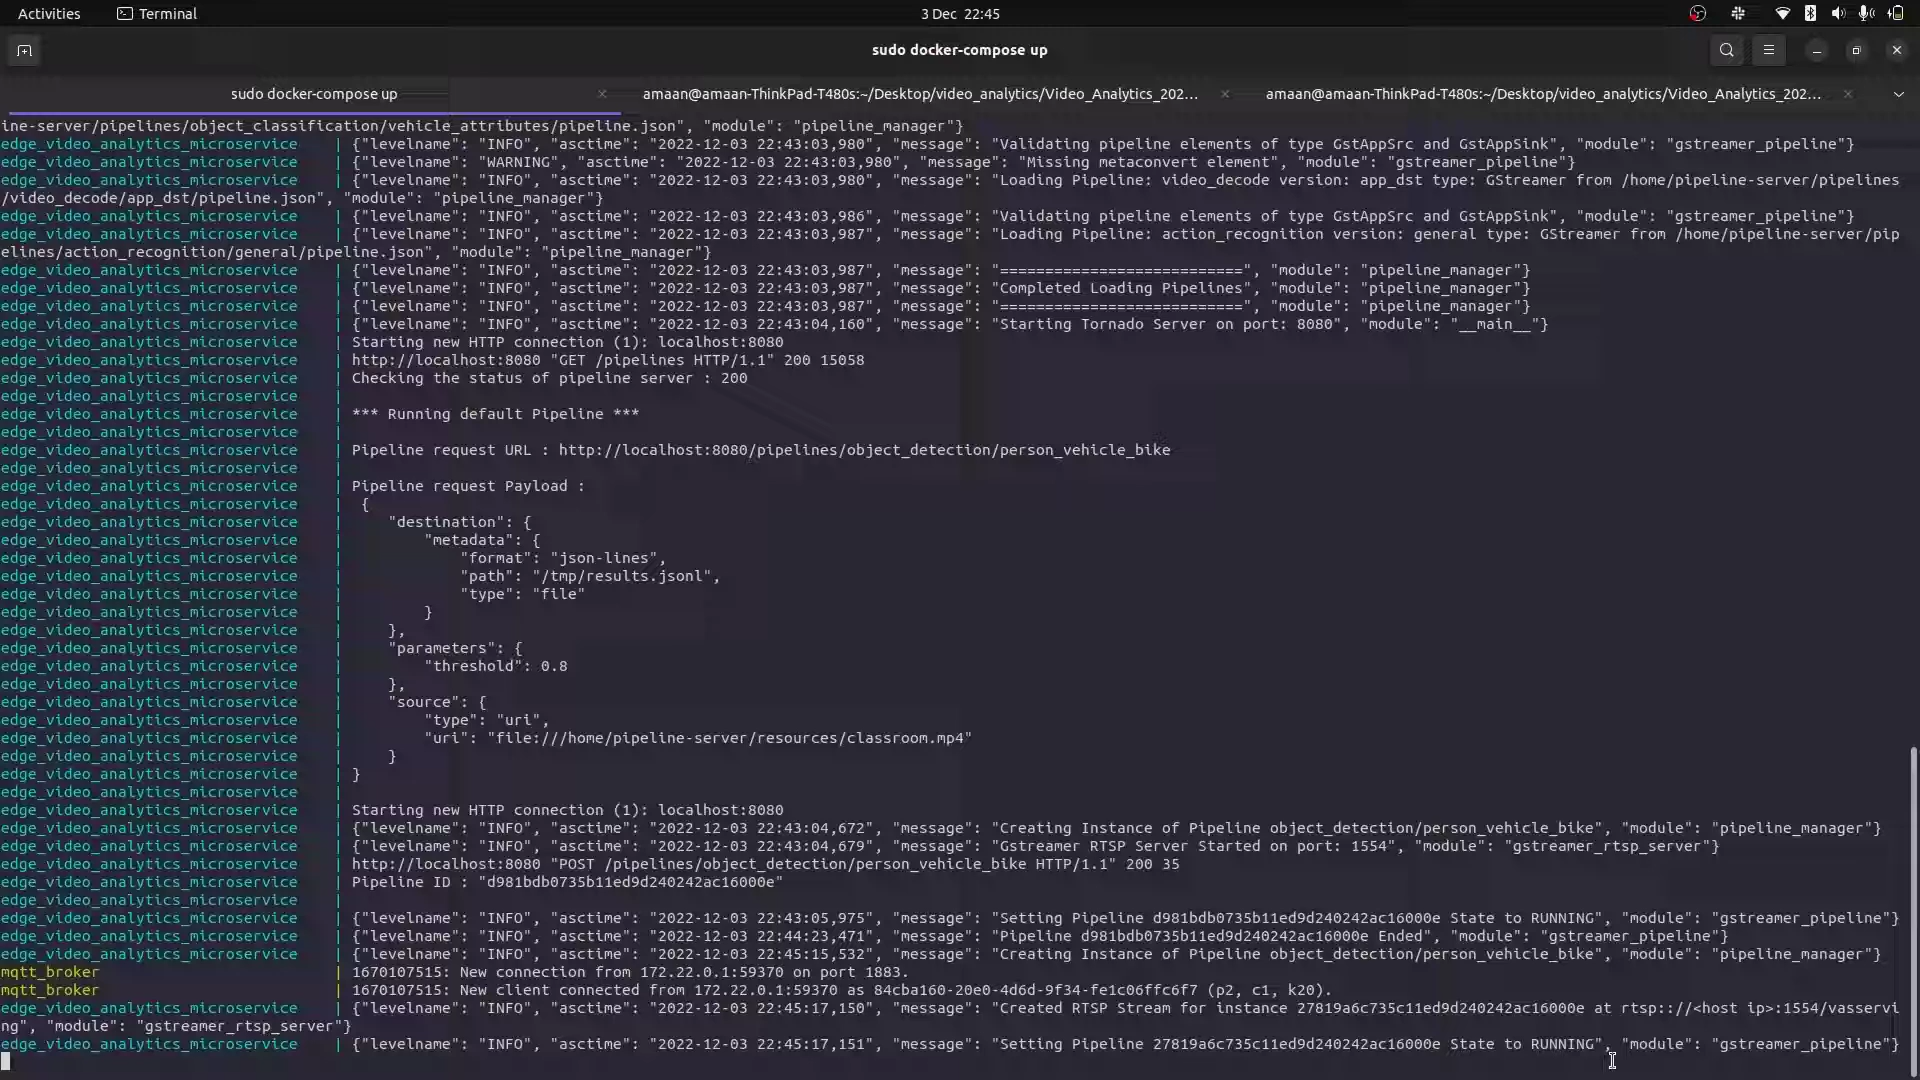 Activities
Terminal
3 Dec 22:45
sudo docker-compose up
sudo docker-compose up
amaan@amaan-ThinkPad-T480s:~/Desktop/video_analytics/Video_Analytics_202...
amaan@amaan-ThinkPad-T480s:~/Desktop/video_analytics/Video_Analytics_202...
ine-server/pipelines/object_classification/vehicle_attributes/pipeline.json", "module": "pipeline_manager"}
edge_video_analytics_microservice | {"levelname": "INFO", "asctime": "2022-12-03 22:43:03,980", "message": "Validating pipeline elements of type GstAppSrc and GstAppSink", "module": "gstreamer_pipeline"}
edge_video_analytics_microservice | {"levelname": "WARNING", "asctime": "2022-12-03 22:43:03,980", "message": "Missing metaconvert element", "module": "gstreamer_pipeline"}
edge_video_analytics_microservice | {"levelname": "INFO", "asctime": "2022-12-03 22:43:03,980", "message": "Loading Pipeline: video_decode version: app_dst type: GStreamer from /home/pipeline-server/pipelines
/video_decode/app_dst/pipeline.json", "module": "pipeline_manager"}
edge_video_analytics_microservice | {"levelname": "INFO", "asctime": "2022-12-03 22:43:03,986", "message": "Validating pipeline elements of type GstAppSrc and GstAppSink", "module": "gstreamer_pipeline"}
edge_video_analytics_microservice | {"levelname": "INFO", "asctime": "2022-12-03 22:43:03,987", "message": "Loading Pipeline: action_recognition version: general type: GStreamer from /home/pipeline-server/pip
elines/action_recognition/general/pipeline.json", "module": "pipeline_manager"}
edge_video_analytics_microservice | {"levelname": "INFO", "asctime": "2022-12-03 22:43:03,987", "message": "===========================", "module": "pipeline_manager"}
edge_video_analytics_microservice | {"levelname": "INFO", "asctime": "2022-12-03 22:43:03,987", "message": "Completed Loading Pipelines", "module": "pipeline_manager"}
edge_video_analytics_microservice | {"levelname": "INFO", "asctime": "2022-12-03 22:43:03,987", "message": "===========================", "module": "pipeline_manager"}
edge_video_analytics_microservice | {"levelname": "INFO", "asctime": "2022-12-03 22:43:04,160", "message": "Starting Tornado Server on port: 8080", "module": "__main__"}
edge_video_analytics_microservice | Starting new HTTP connection (1): localhost:8080
edge_video_analytics_microservice | http://localhost:8080 "GET /pipelines HTTP/1.1" 200 15058
edge_video_analytics_microservice | Checking the status of pipeline server : 200
edge_video_analytics_microservice |
edge_video_analytics_microservice | *** Running default Pipeline ***
edge_video_analytics_microservice |
edge_video_analytics_microservice | Pipeline request URL : http://localhost:8080/pipelines/object_detection/person_vehicle_bike
edge_video_analytics_microservice |
edge_video_analytics_microservice | Pipeline request Payload :
edge_video_analytics_microservice | {
edge_video_analytics_microservice | "destination": {
edge_video_analytics_microservice | "metadata": {
edge_video_analytics_microservice | "format": "json-lines",
edge_video_analytics_microservice | "path": "/tmp/results.jsonl",
edge_video_analytics_microservice | "type": "file"
edge_video_analytics_microservice | }
edge_video_analytics_microservice | },
edge_video_analytics_microservice | "parameters": {
edge_video_analytics_microservice | "threshold": 0.8
edge_video_analytics_microservice | },
edge_video_analytics_microservice | "source": {
edge_video_analytics_microservice | "type": "uri",
edge_video_analytics_microservice | "uri": "file:///home/pipeline-server/resources/classroom.mp4"
edge_video_analytics_microservice | }
edge_video_analytics_microservice | }
edge_video_analytics_microservice |
edge_video_analytics_microservice | Starting new HTTP connection (1): localhost:8080
edge_video_analytics_microservice | {"levelname": "INFO", "asctime": "2022-12-03 22:43:04,672", "message": "Creating Instance of Pipeline object_detection/person_vehicle_bike", "module": "pipeline_manager"}
edge_video_analytics_microservice | {"levelname": "INFO", "asctime": "2022-12-03 22:43:04,679", "message": "Gstreamer RTSP Server Started on port: 1554", "module": "gstreamer_rtsp_server"}
edge_video_analytics_microservice | http://localhost:8080 "POST /pipelines/object_detection/person_vehicle_bike HTTP/1.1" 200 35
edge_video_analytics_microservice | Pipeline ID : "d981bdb0735b11ed9d240242ac16000e"
edge_video_analytics_microservice |
edge_video_analytics_microservice | {"levelname": "INFO", "asctime": "2022-12-03 22:43:05,975", "message": "Setting Pipeline d981bdb0735b11ed9d240242ac16000e State to RUNNING", "module": "gstreamer_pipeline"}
edge_video_analytics_microservice | {"levelname": "INFO", "asctime": "2022-12-03 22:44:23,471", "message": "Pipeline d981bdb0735b11ed9d240242ac16000e Ended", "module": "gstreamer_pipeline"}
edge_video_analytics_microservice | {"levelname": "INFO", "asctime": "2022-12-03 22:45:15,532", "message": "Creating Instance of Pipeline object_detection/person_vehicle_bike", "module": "pipeline_manager"}
mqtt_broker | 1670107515: New connection from 172.22.0.1:59370 on port 1883.
mqtt_broker | 1670107515: New client connected from 172.22.0.1:59370 as 84cba160-20e0-4d6d-9f34-fe1c06ffc6f7 (p2, c1, k20).
edge_video_analytics_microservice | {"levelname": "INFO", "asctime": "2022-12-03 22:45:17,150", "message": "Created RTSP Stream for instance 27819a6c735c11ed9d240242ac16000e at rtsp:://<host ip>:1554/vasservi
ng", "module": "gstreamer_rtsp_server"}
edge_video_analytics_microservice | {"levelname": "INFO", "asctime": "2022-12-03 22:45:17,151", "message": "Setting Pipeline 27819a6c735c11ed9d240242ac16000e State to RUNNING", "module": "gstreamer_pipeline"}